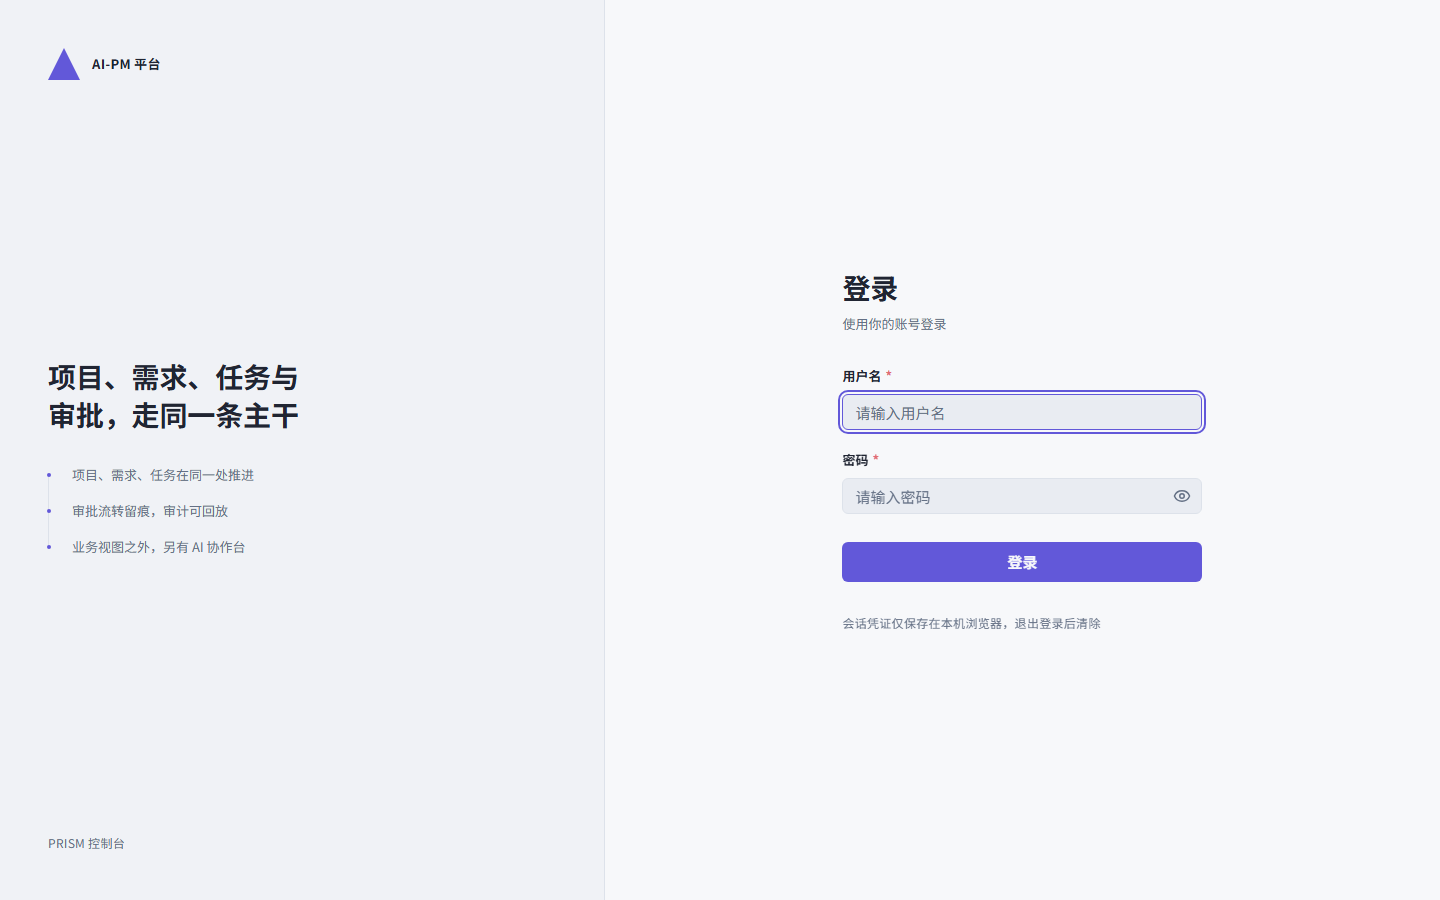 AI-PM 平台
项目、需求、任务与
审批，走同一条主干
项目、需求、任务在同一处推进
审批流转留痕，审计可回放
业务视图之外，另有 AI 协作台
PRISM 控制台
登录
使用你的账号登录
用户名 *
请输入用户名
密码 *
请输入密码
登录
会话凭证仅保存在本机浏览器，退出登录后清除